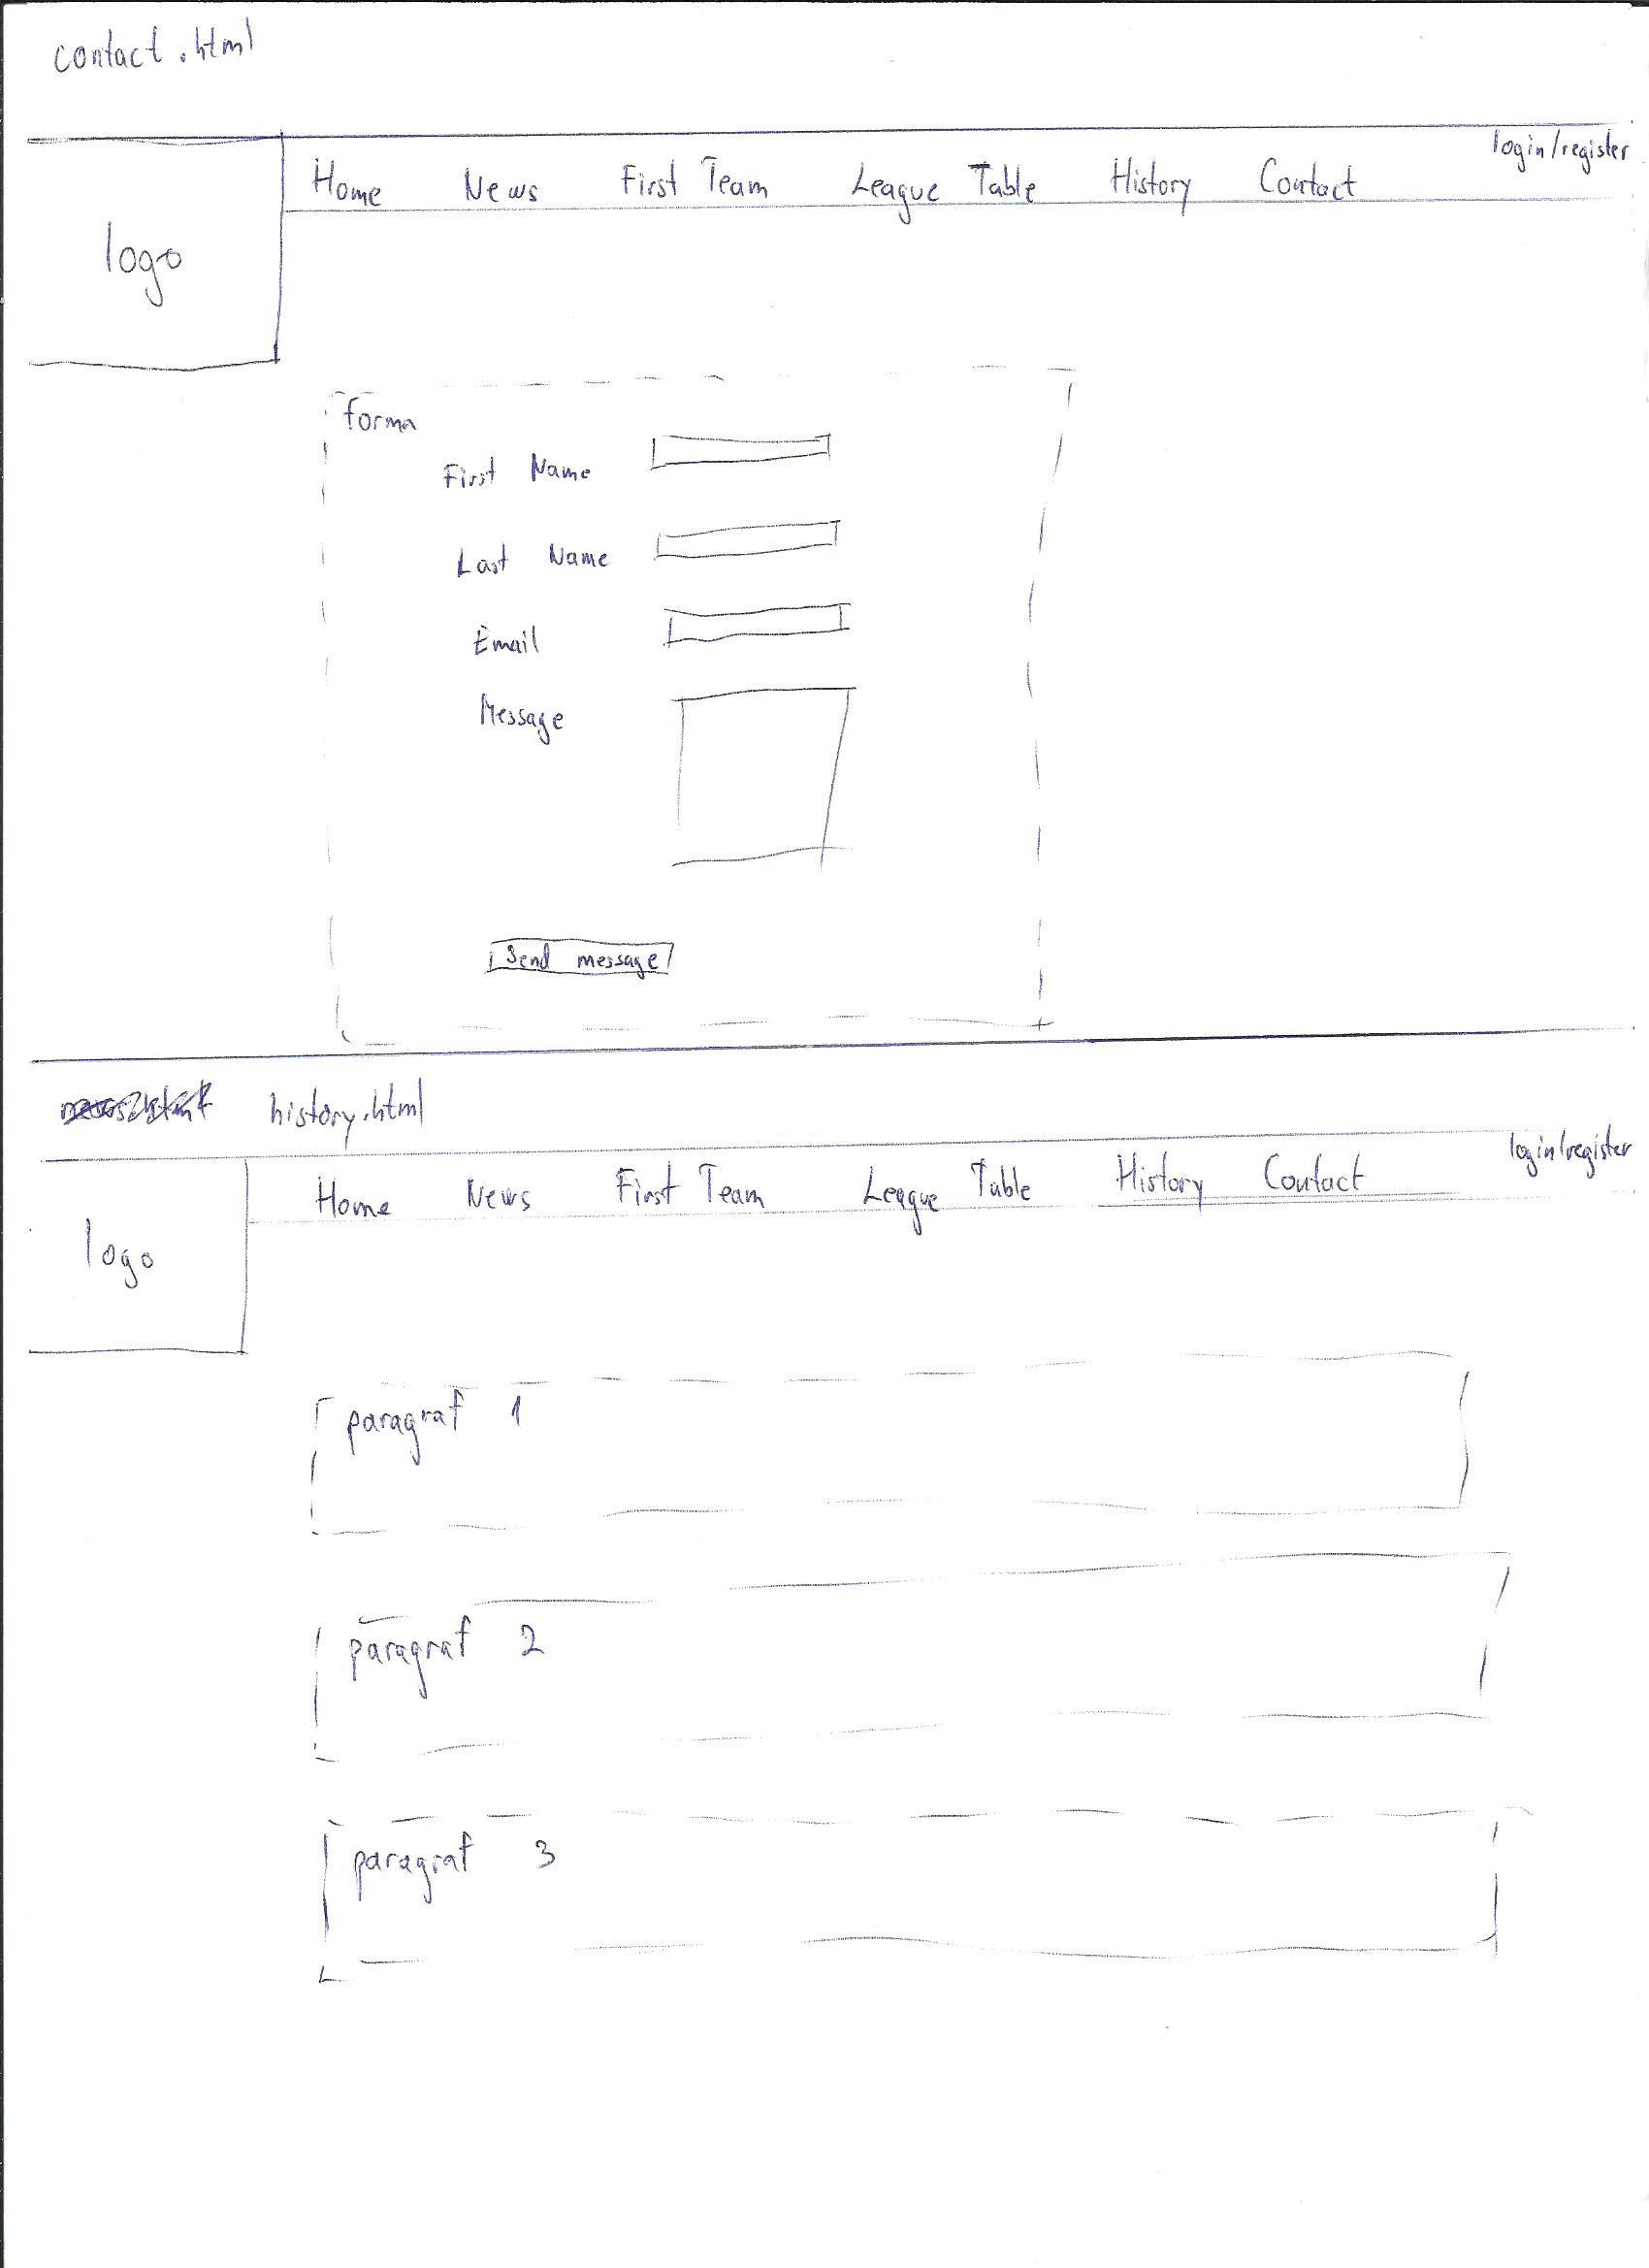 contact.html
login/register
Home News First Team League Table History Contact
logo
forma
First Name
Last Name
Email
Message
Send message
history.html
login/register
Home News First Team League Table History Contact
logo
paragraf 1
paragraf 2
paragraf 3